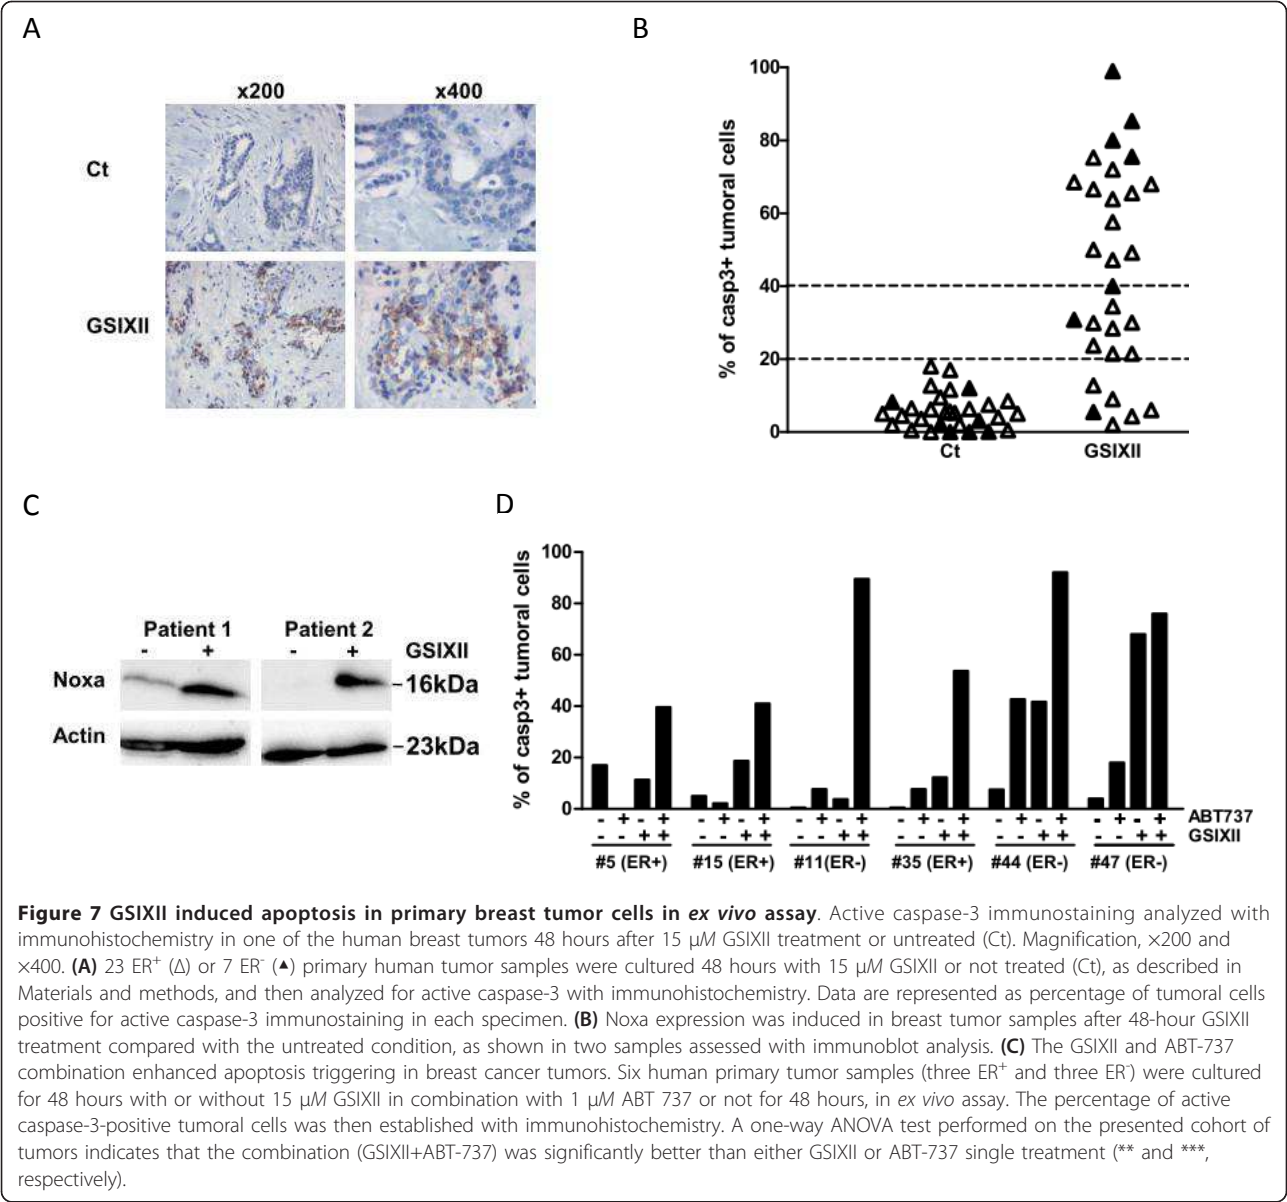 A
B
x200
x400
Ct
GSIXII
% of casp3+ tumoral cells
100
80
60
40
20
0
Ct
GSIXII
C
D
Patient 1
Patient 2
- + - + GSIXII
Noxa
-16kDa
Actin
-23kDa
% of casp3+ tumoral cells
100
80
60
40
20
0
- + - + - + - + - + - + - + - + - + - + - + - + ABT737
- - + + - - + + - - + + - - + + - - + + - - + + GSIXII
#5 (ER+) #15 (ER+) #11(ER-) #35 (ER+) #44 (ER-) #47 (ER-)
Figure 7 GSIXII induced apoptosis in primary breast tumor cells in ex vivo assay. Active caspase-3 immunostaining analyzed with
immunohistochemistry in one of the human breast tumors 48 hours after 15 μM GSIXII treatment or untreated (Ct). Magnification, ×200 and
×400. (A) 23 ER+ (Δ) or 7 ER- (▲) primary human tumor samples were cultured 48 hours with 15 μM GSIXII or not treated (Ct), as described in
Materials and methods, and then analyzed for active caspase-3 with immunohistochemistry. Data are represented as percentage of tumoral cells
positive for active caspase-3 immunostaining in each specimen. (B) Noxa expression was induced in breast tumor samples after 48-hour GSIXII
treatment compared with the untreated condition, as shown in two samples assessed with immunoblot analysis. (C) The GSIXII and ABT-737
combination enhanced apoptosis triggering in breast cancer tumors. Six human primary tumor samples (three ER+ and three ER-) were cultured
for 48 hours with or without 15 μM GSIXII in combination with 1 μM ABT 737 or not for 48 hours, in ex vivo assay. The percentage of active
caspase-3-positive tumoral cells was then established with immunohistochemistry. A one-way ANOVA test performed on the presented cohort of
tumors indicates that the combination (GSIXII+ABT-737) was significantly better than either GSIXII or ABT-737 single treatment (** and ***,
respectively).